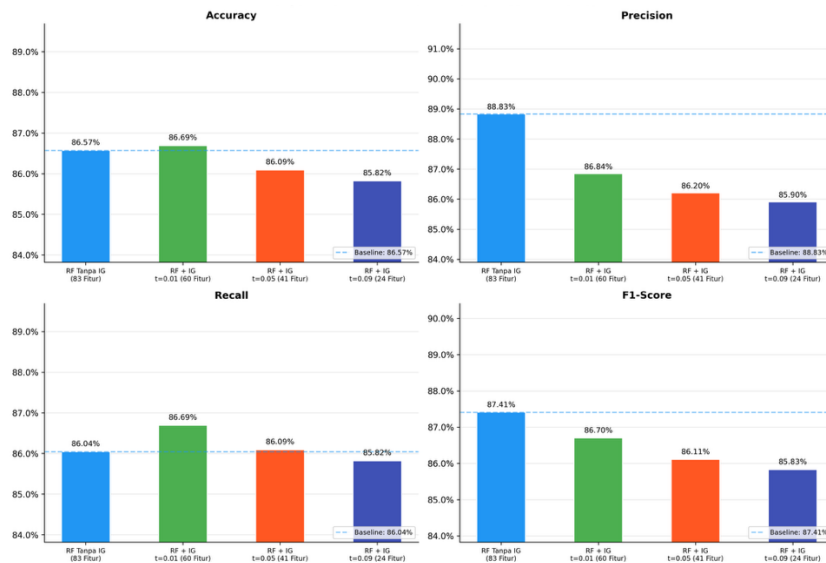 Accuracy
89.0%
88.0%
87.0%
86.0%
85.0%
84.0%
86.57%
86.69%
86.09%
85.82%
Baseline: 86.57%
RF Tanpa IG
(83 Fitur)
RF + IG
t=0.01 (60 Fitur)
RF + IG
t=0.05 (41 Fitur)
RF + IG
t=0.09 (24 Fitur)
Precision
91.0%
90.0%
89.0%
88.0%
87.0%
86.0%
85.0%
84.0%
88.83%
86.84%
86.20%
85.90%
Baseline: 88.83%
RF Tanpa IG
(83 Fitur)
RF + IG
t=0.01 (60 Fitur)
RF + IG
t=0.05 (41 Fitur)
RF + IG
t=0.09 (24 Fitur)
Recall
89.0%
88.0%
87.0%
86.0%
85.0%
84.0%
86.04%
86.69%
86.09%
85.82%
Baseline: 86.04%
RF Tanpa IG
(83 Fitur)
RF + IG
t=0.01 (60 Fitur)
RF + IG
t=0.05 (41 Fitur)
RF + IG
t=0.09 (24 Fitur)
F1-Score
90.0%
89.0%
88.0%
87.0%
86.0%
85.0%
84.0%
87.41%
86.70%
86.11%
85.83%
Baseline: 87.41%
RF Tanpa IG
(83 Fitur)
RF + IG
t=0.01 (60 Fitur)
RF + IG
t=0.05 (41 Fitur)
RF + IG
t=0.09 (24 Fitur)